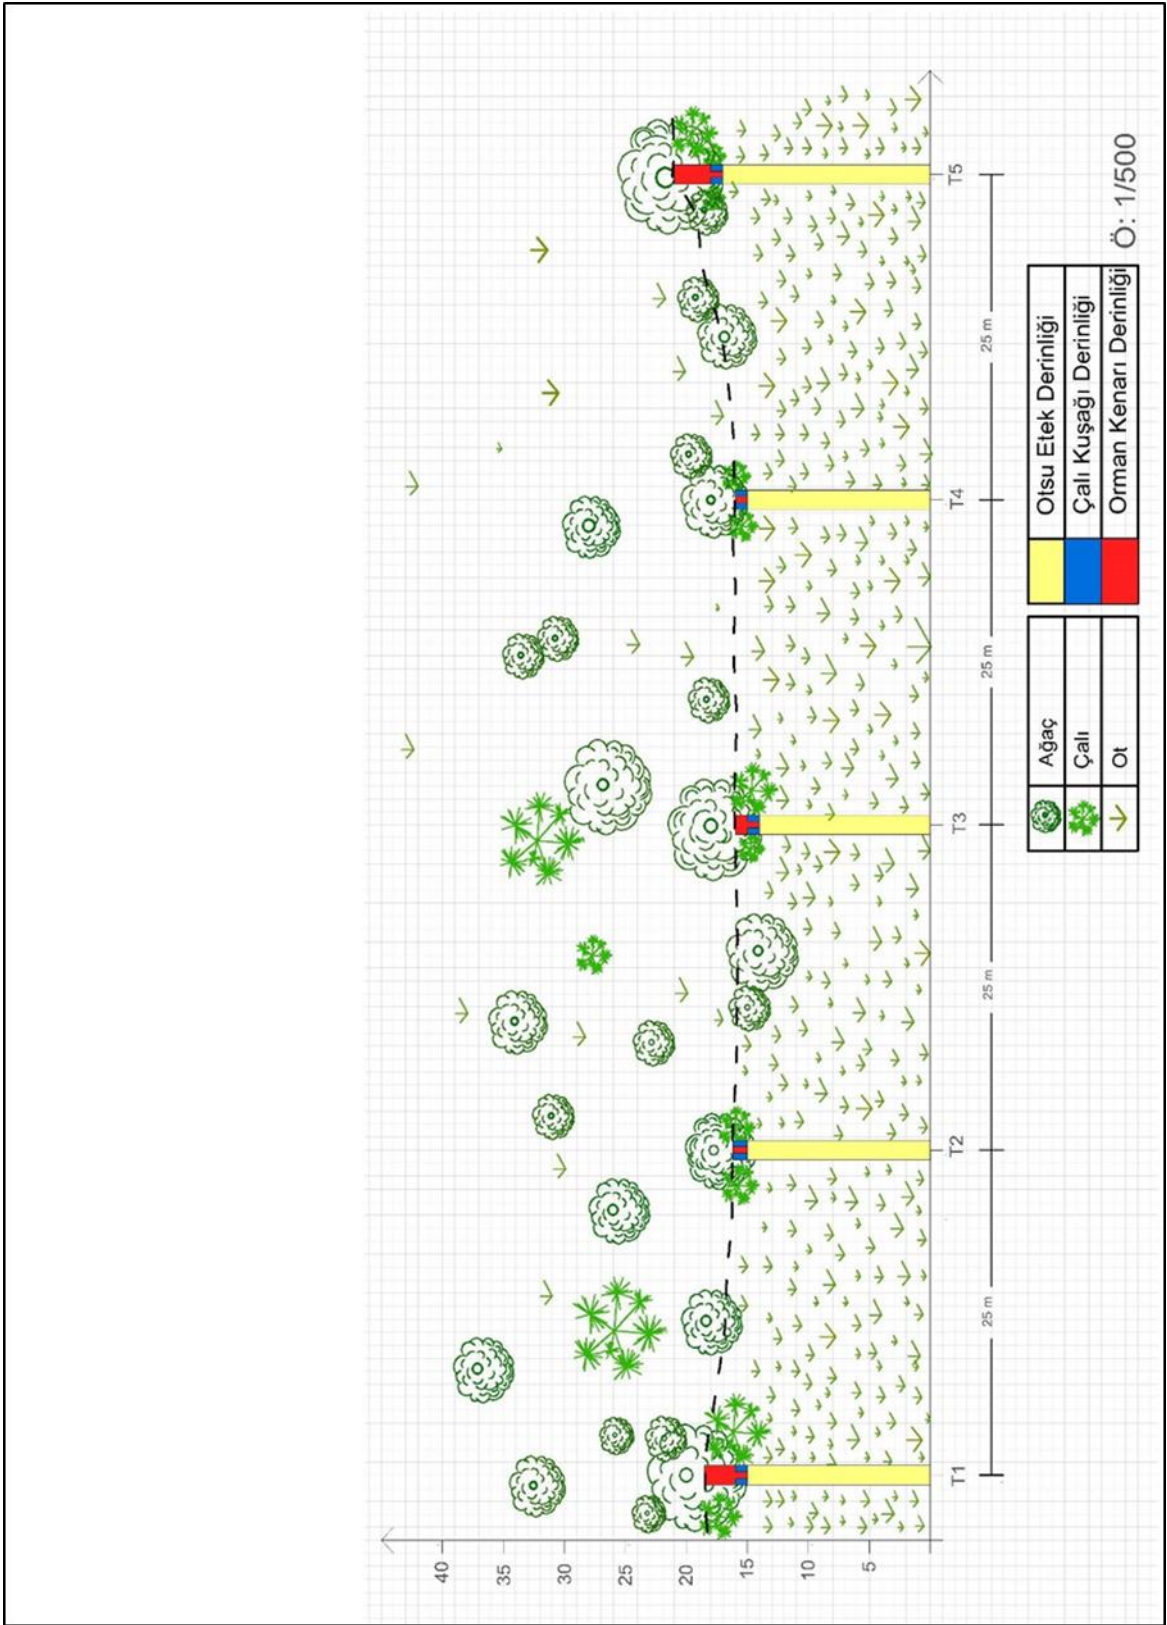 40
35
30
25
20
15
10
5
T1
T2
T3
T4
T5
25 m
25 m
25 m
25 m
Ağaç
Çalı
Ot
Otsu Etek Derinliği
Çalı Kuşağı Derinliği
Orman Kenarı Derinliği
Ö: 1/500